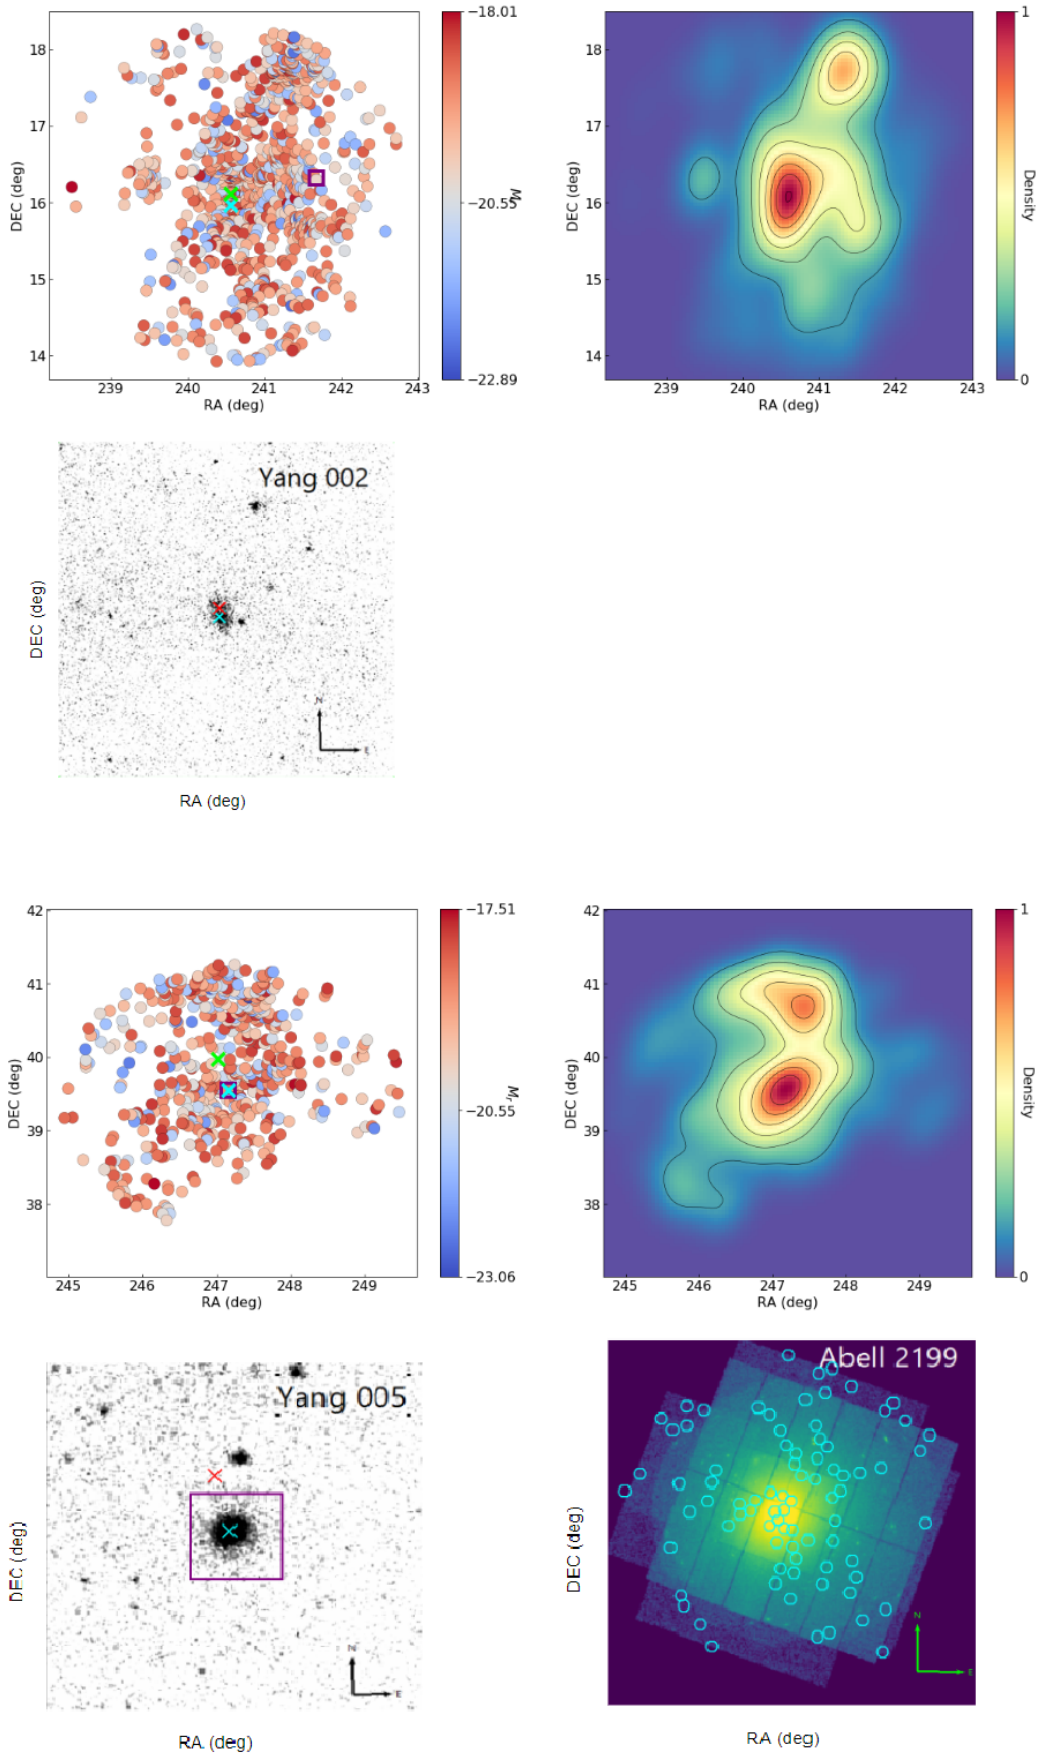 18
17
16
15
14
DEC (deg)
239
240
241
242
243
RA (deg)
−18.01
−20.55
−22.89
18
17
16
15
14
DEC (deg)
239
240
241
242
243
RA (deg)
1
0
Density
Yang 002
DEC (deg)
N
E
RA (deg)
42
41
40
39
38
DEC (deg)
245
246
247
248
249
RA (deg)
−17.51
−20.55
−23.06
Mr
42
41
40
39
38
DEC (deg)
245
246
247
248
249
RA (deg)
1
0
Density
Yang 005
DEC (deg)
N
E
RA (deg)
Abell 2199
DEC (deg)
N
E
RA (deg)